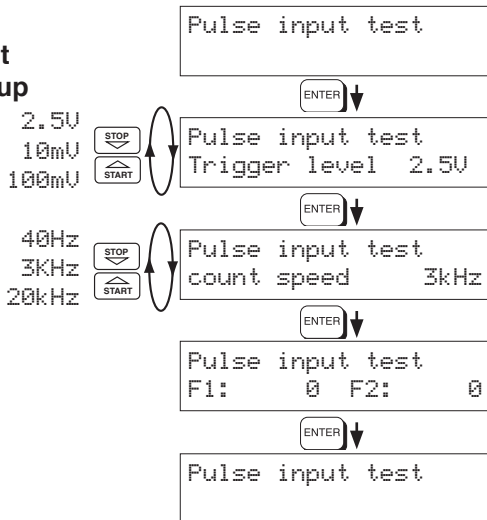 Pulse input test
t
up
ENTER
2.5V
10mV
100mV
STOP
START
Pulse input test
Trigger level 2.5V
ENTER
40Hz
3KHz
20kHz
STOP
START
Pulse input test
count speed 3kHz
ENTER
Pulse input test
F1: 0 F2: 0
ENTER
Pulse input test